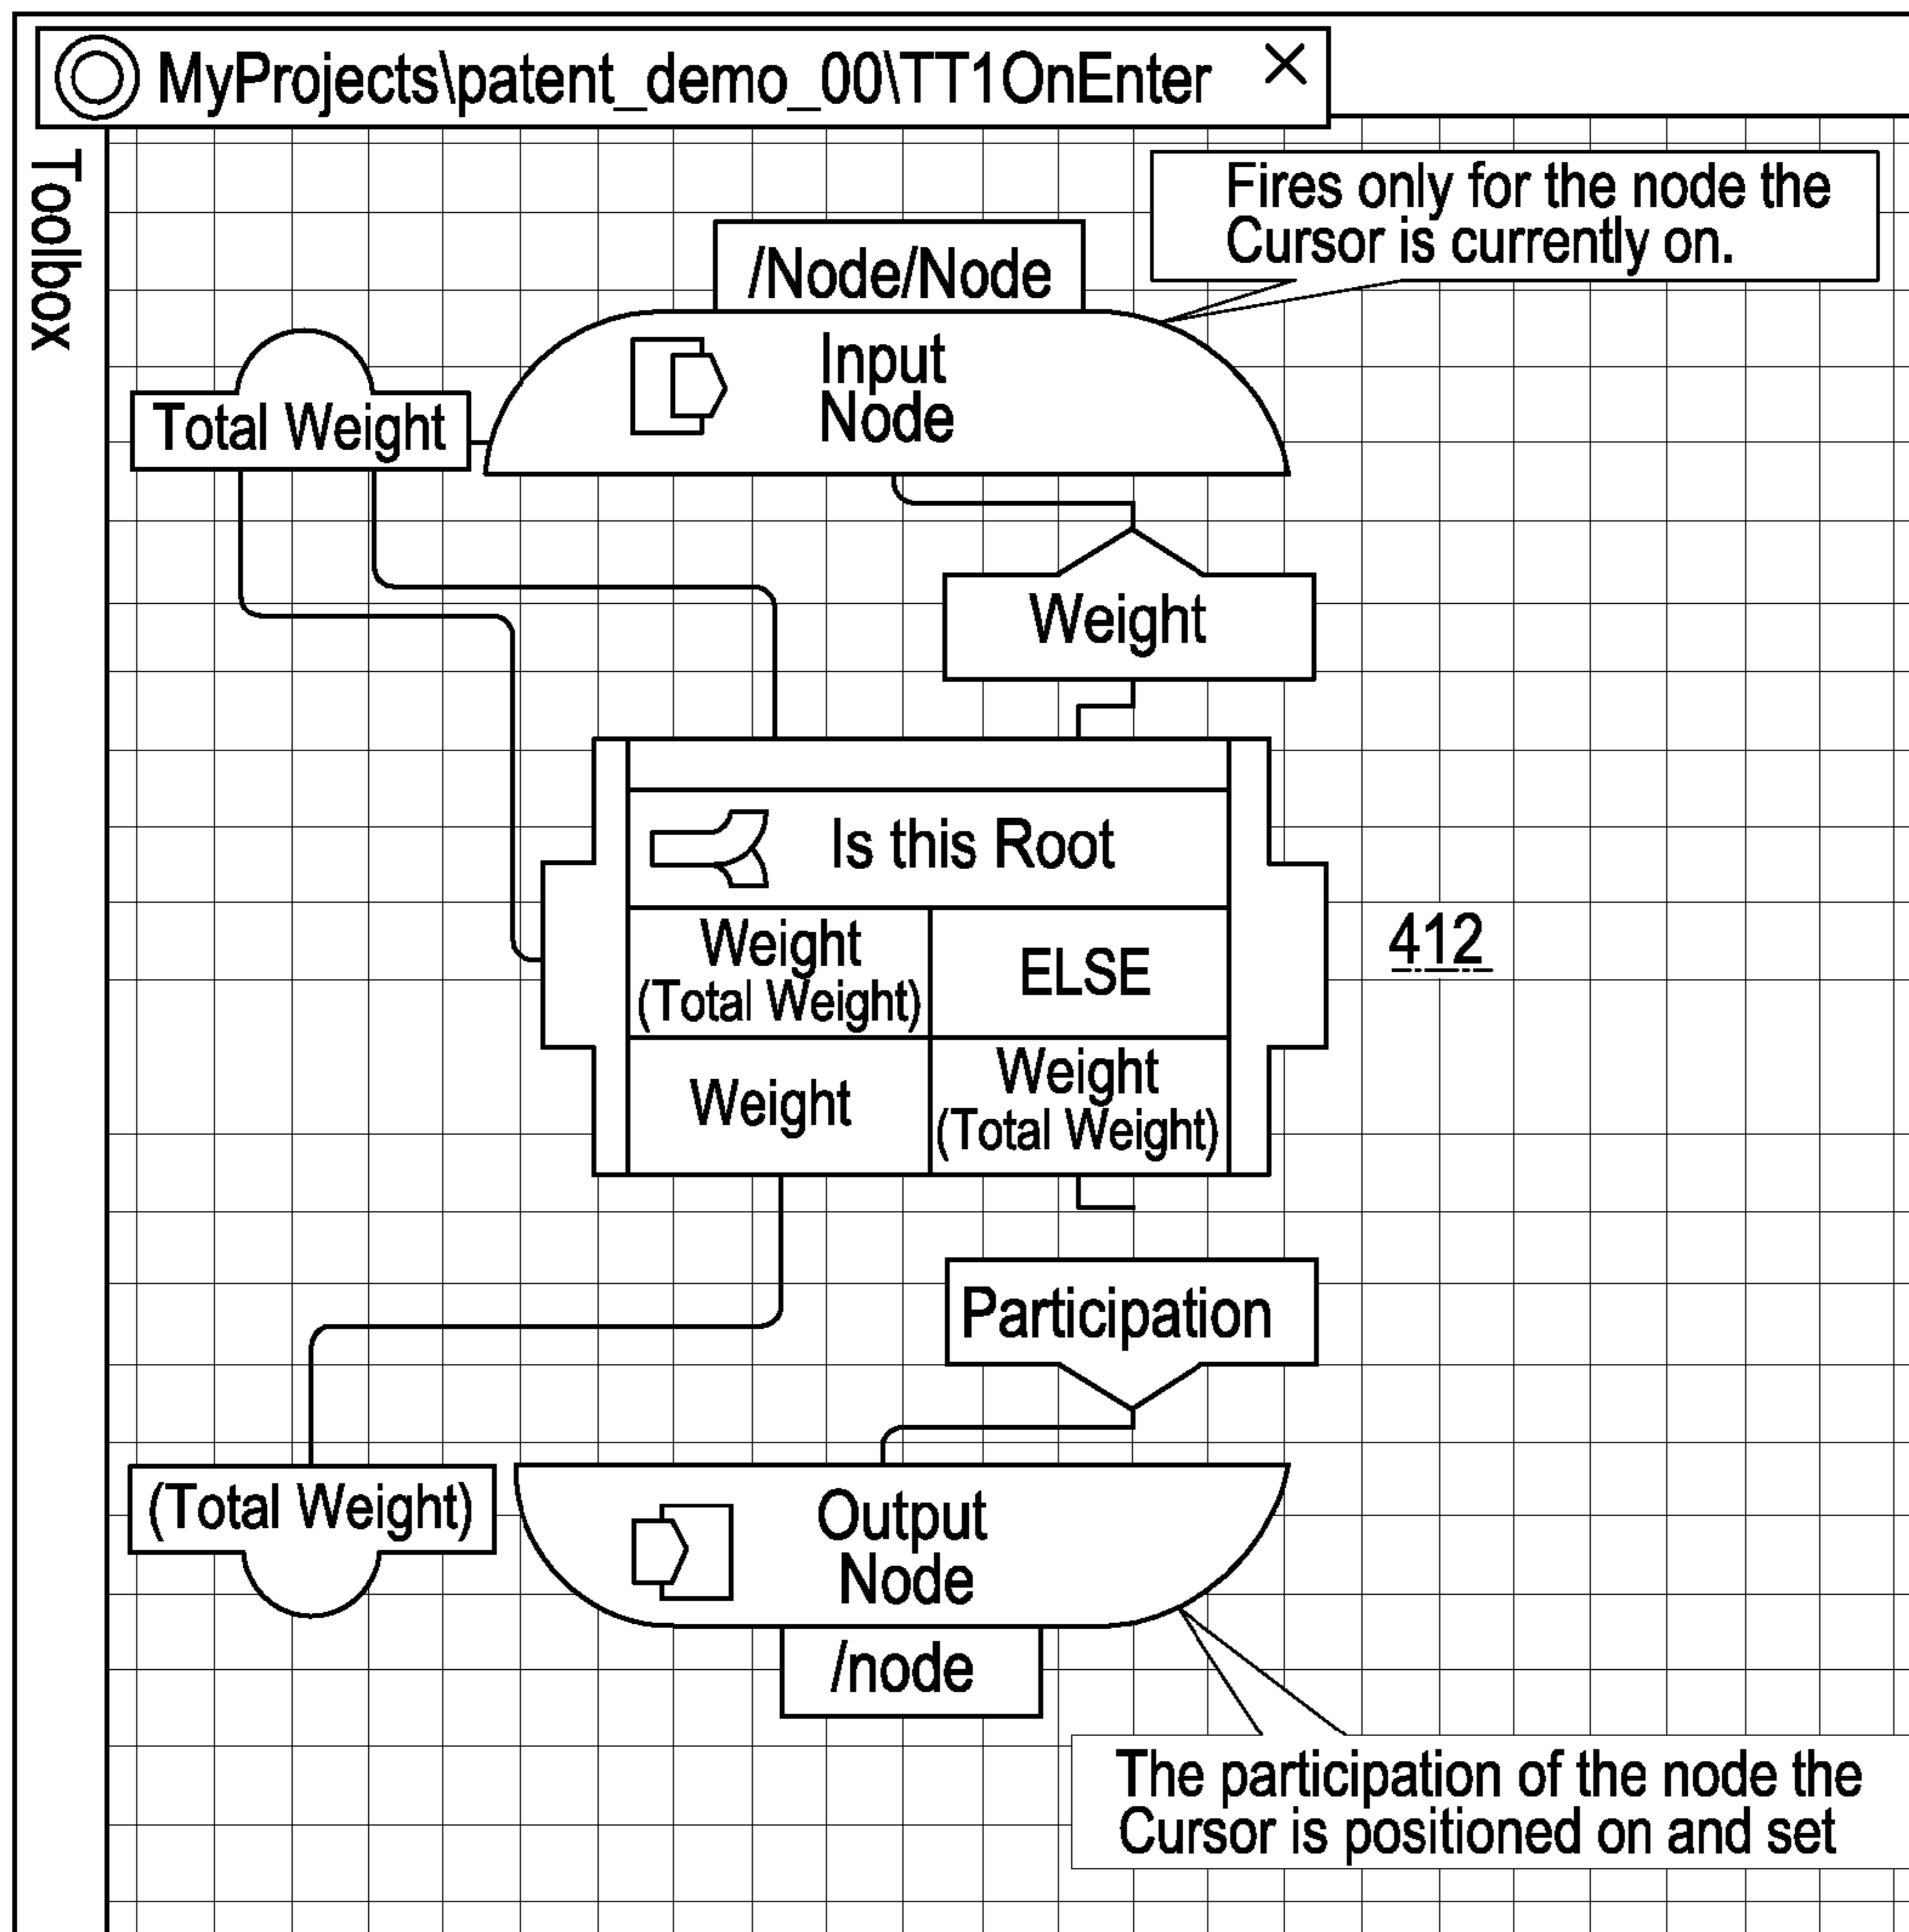 MyProjects\patent_demo_00\TT1OnEnter
Toolbox
Fires only for the node the
Cursor is currently on.
/Node/Node
Input
Node
Total Weight
Weight
Is this Root
Weight
(Total Weight)
ELSE
Weight
Weight
(Total Weight)
412
Participation
(Total Weight)
Output
Node
/node
The participation of the node the
Cursor is positioned on and set